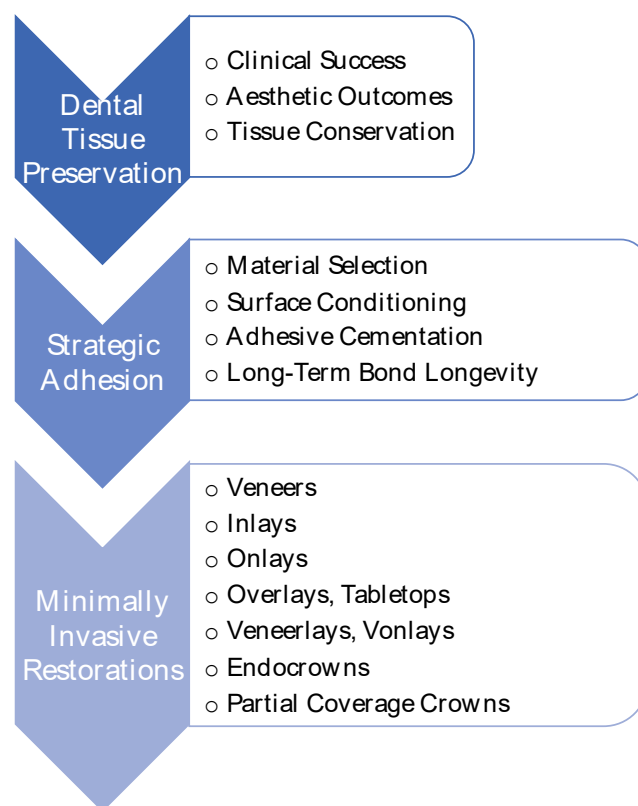 Dental
Tissue
Preservation
○ Clinical Success
○ Aesthetic Outcomes
○ Tissue Conservation
Strategic
Adhesion
○ Material Selection
○ Surface Conditioning
○ Adhesive Cementation
○ Long-Term Bond Longevity
Minimally
Invasive
Restorations
○ Veneers
○ Inlays
○ Onlays
○ Overlays, Tabletops
○ Veneerlays, Vonlays
○ Endocrowns
○ Partial Coverage Crowns